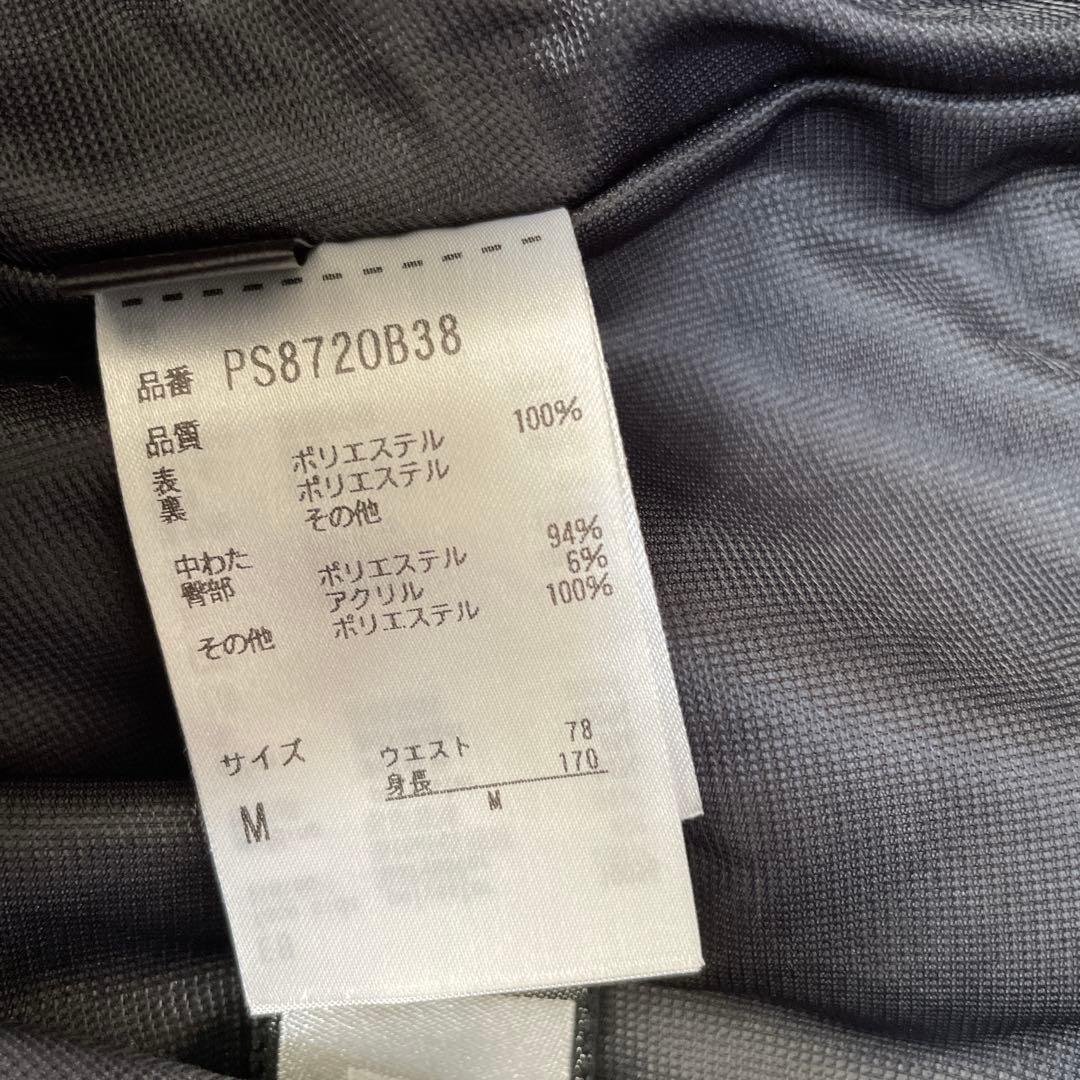 品番 PS8720B38
品質
表 ポリエステル 100%
裏 ポリエステル
その他
中わた
臀部 ポリエステル 94%
アクリル 6%
その他 ポリエステル 100%
サイズ ウエスト 78
身長 170
M M